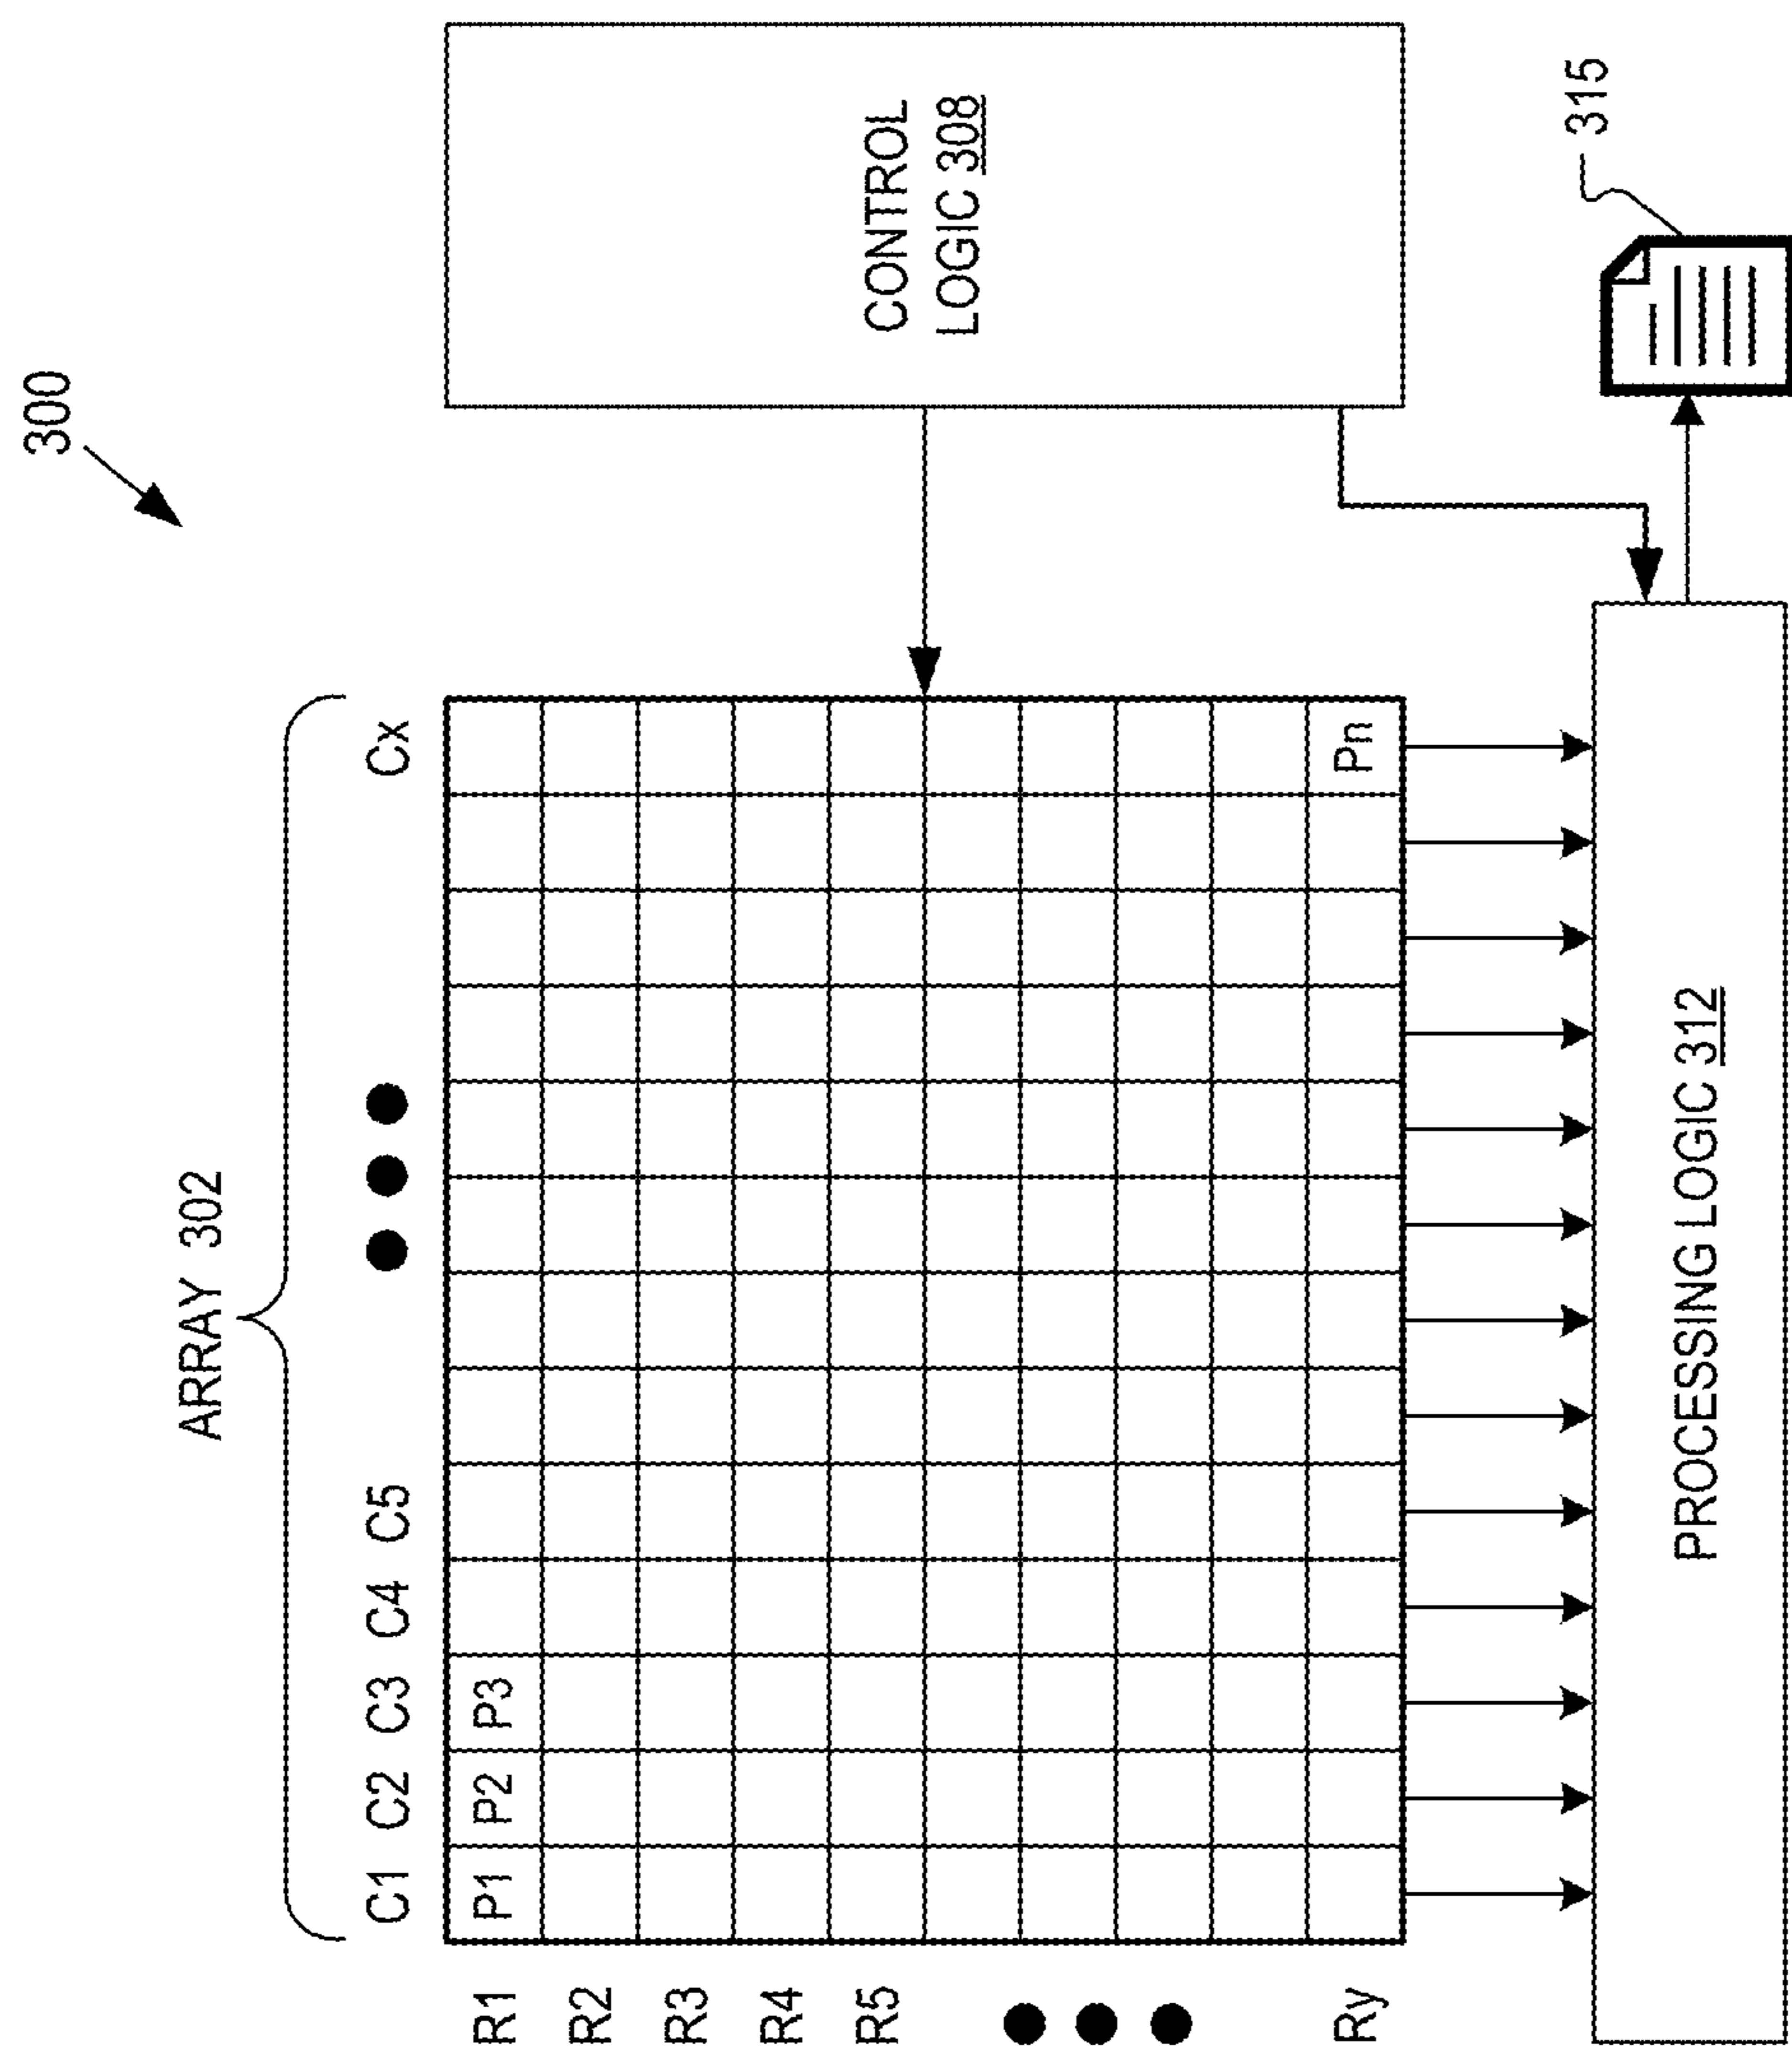 300
ARRAY 302
C1 C2 C3 C4 C5 Cx
R1 P1 P2 P3
R2
R3
R4
R5
Ry Pn
CONTROL
LOGIC 308
PROCESSING LOGIC 312
315